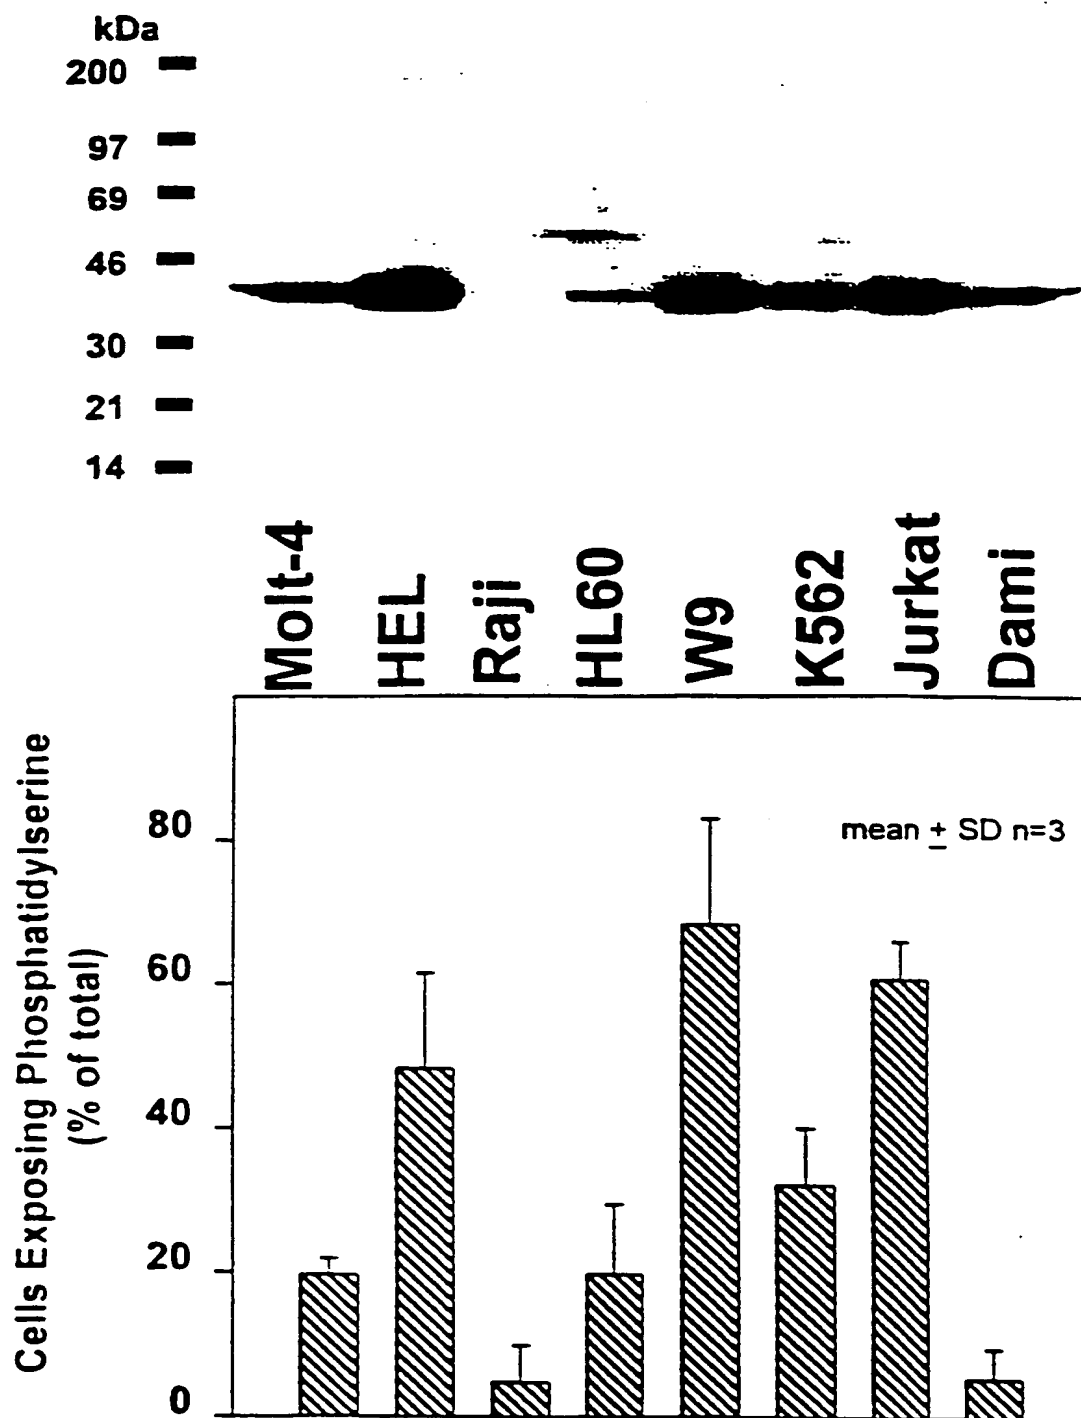 kDa
200
97
69
46
30
21
14
Molt-4
HEL
Raji
HL60
W9
K562
Jurkat
Dami
Cells Exposing Phosphatidylserine
(% of total)
80
60
40
20
0
mean ± SD n=3